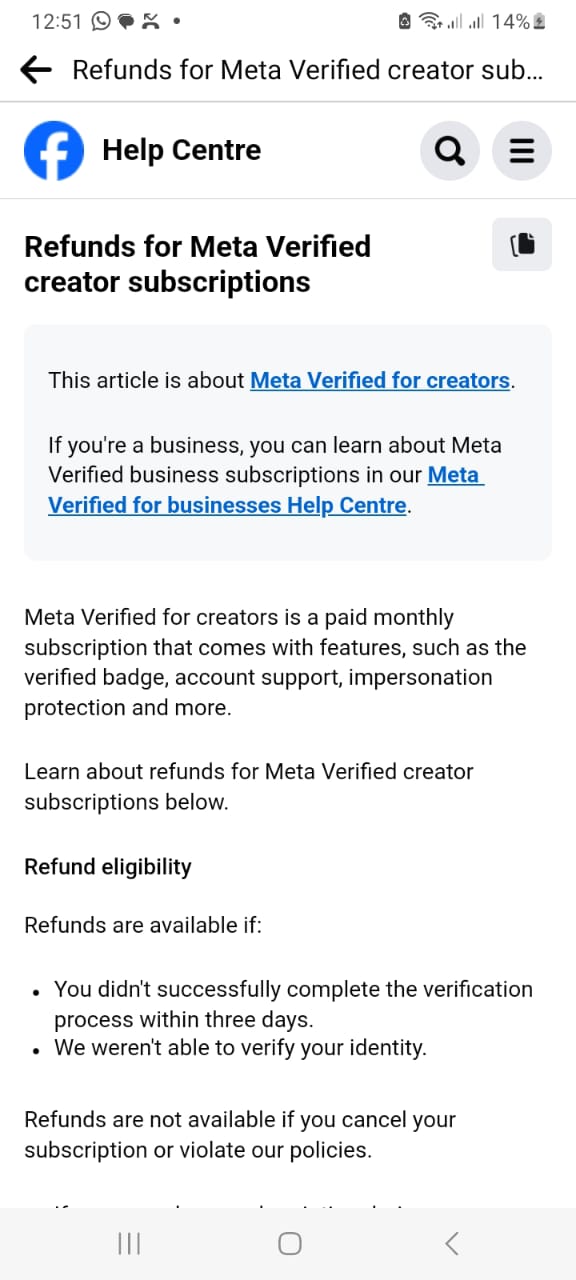 12:51
14%
Refunds for Meta Verified creator sub...
Help Centre
Refunds for Meta Verified
creator subscriptions
This article is about Meta Verified for creators.
If you're a business, you can learn about Meta
Verified business subscriptions in our Meta
Verified for businesses Help Centre.
Meta Verified for creators is a paid monthly
subscription that comes with features, such as the
verified badge, account support, impersonation
protection and more.
Learn about refunds for Meta Verified creator
subscriptions below.
Refund eligibility
Refunds are available if:
• You didn't successfully complete the verification
process within three days.
• We weren't able to verify your identity.
Refunds are not available if you cancel your
subscription or violate our policies.